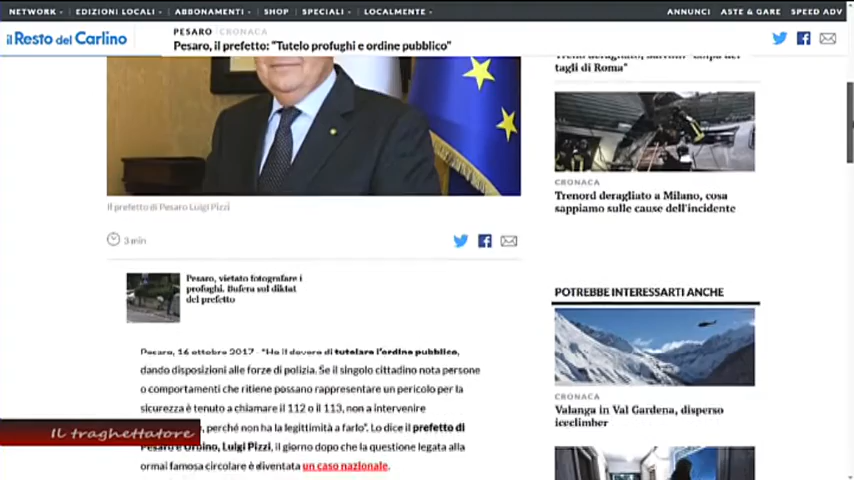 NETWORK EDIZIONI LOCALI ABBONAMENTI SHOP SPECIALI LOCALMENTE ANNUNCI ASTE & GARE SPEED ADV
il Resto del Carlino
PESARO CRONACA
Pesaro, il prefetto: "Tutelo profughi e ordine pubblico"
Il prefetto di Pesaro Luigi Pizzi
3 min
Pesaro, vietato fotografare i
profughi. Bufera sul diktat
del prefetto
Pesaro, 16 ottobre 2017 - "Ho il dovere di tutelare l'ordine pubblico,
dando disposizioni alle forze di polizia. Se il singolo cittadino nota persone
o comportamenti che ritiene possano rappresentare un pericolo per la
sicurezza è tenuto a chiamare il 112 o il 113, non a intervenire
, perché non ha la legittimità a farlo". Lo dice il prefetto di
Pesaro e Urbino, Luigi Pizzi, il giorno dopo che la questione legata alla
ormai famosa circolare è diventata un caso nazionale.
IL traghettatore
tagli di Roma"
CRONACA
Trenord deragliato a Milano, cosa
sappiamo sulle cause dell'incidente
POTREBBE INTERESSARTI ANCHE
CRONACA
Valanga in Val Gardena, disperso
iceclimber